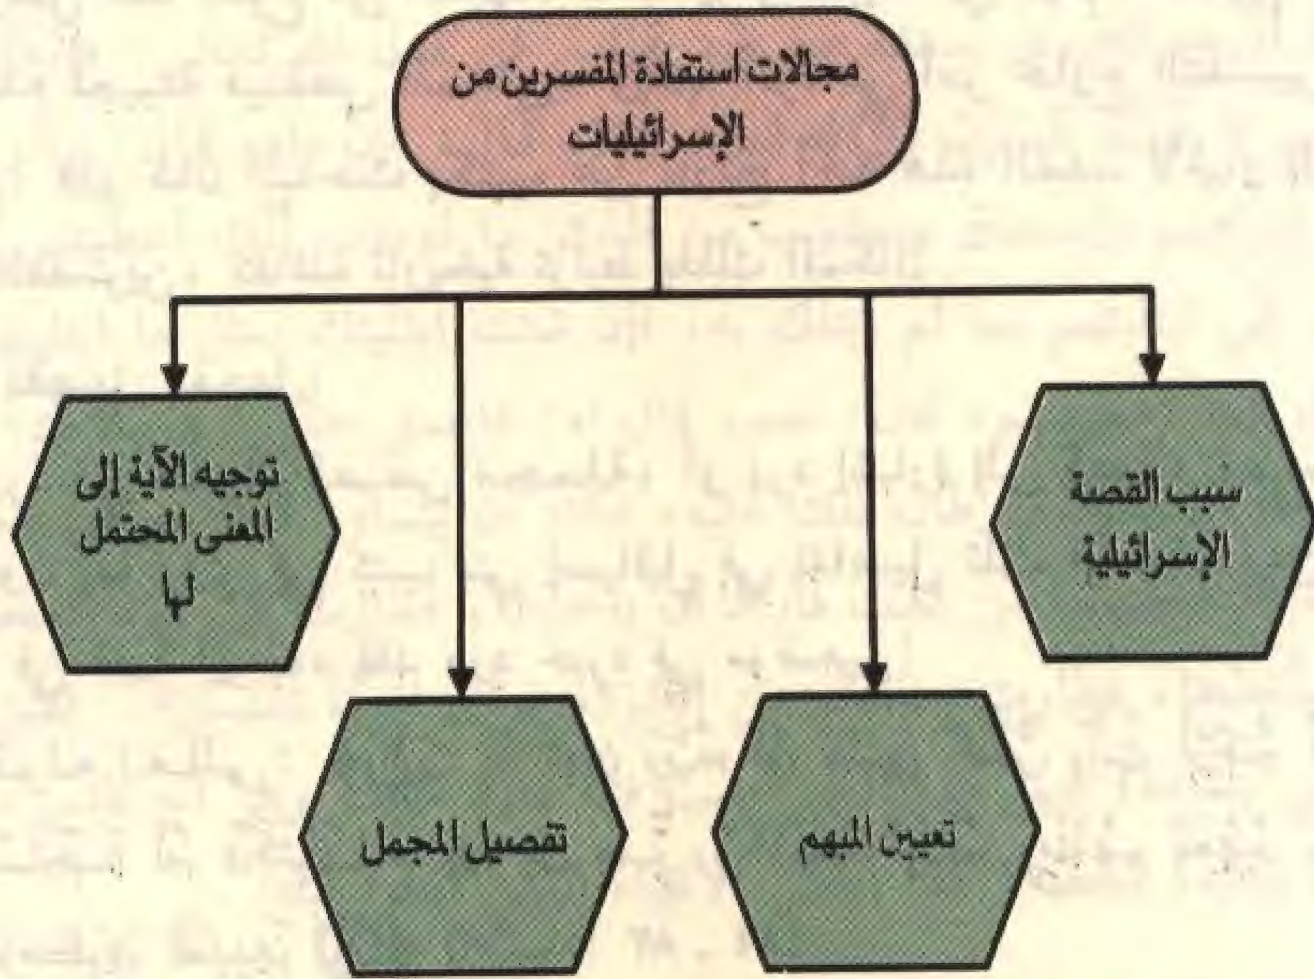 مجالات استفادة المفسرين من
الإسرائيليات
سبب القصة
الإسرائيلية
تعيين المبهم
تفصيل المجمل
توجيه الآية إلى
المعنى المحتمل
لها